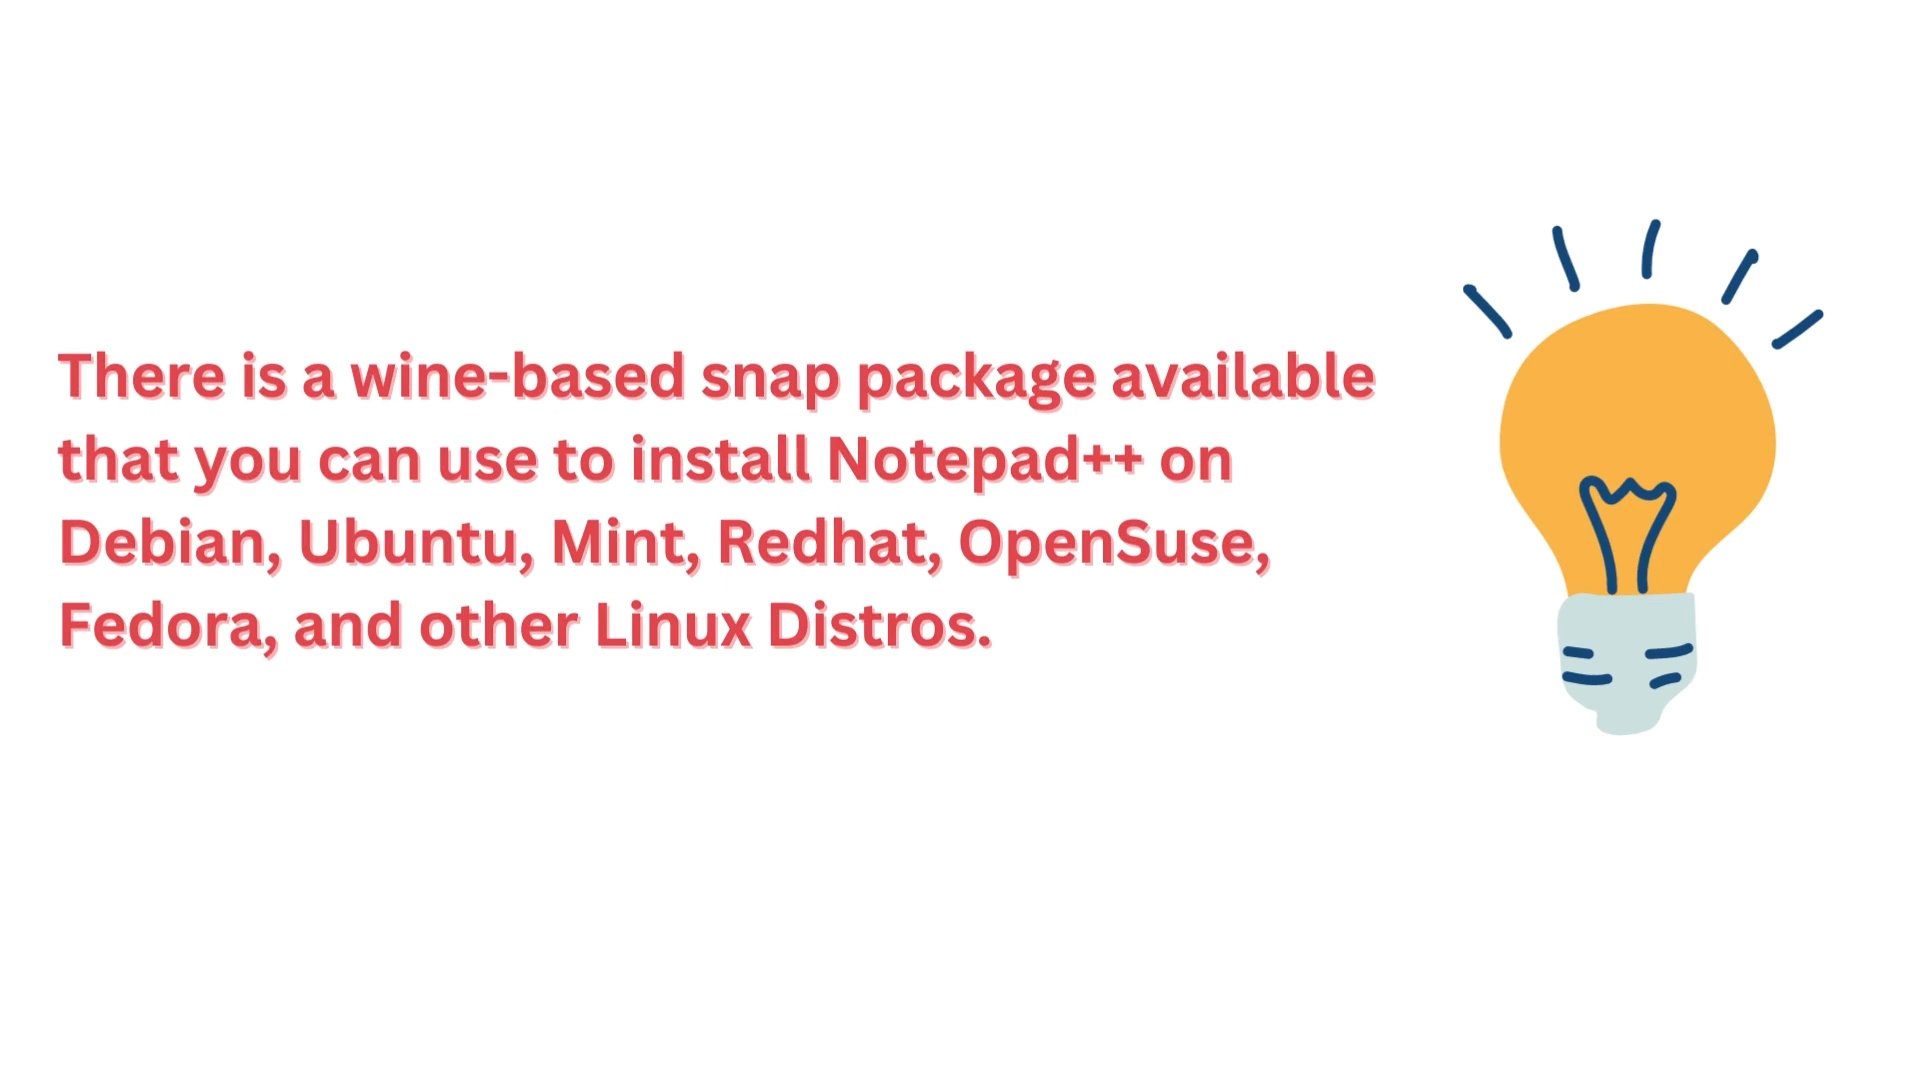 There is a wine-based snap package available
that you can use to install Notepad++ on
Debian, Ubuntu, Mint, Redhat, OpenSuse,
Fedora, and other Linux Distros.